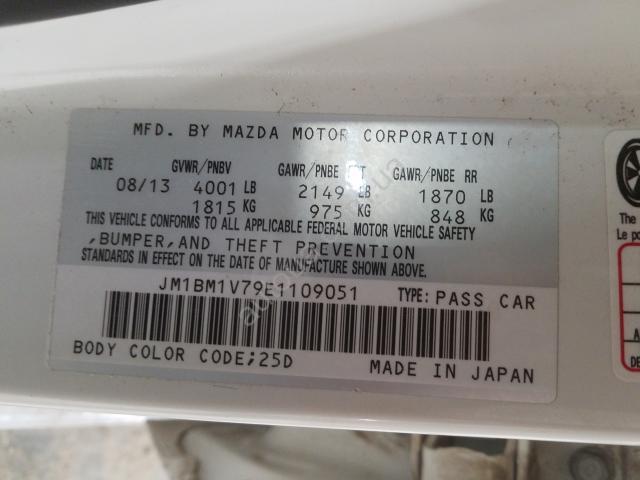 MFD. BY MAZDA MOTOR CORPORATION
DATE GVWR/PNBV GAWR/PNBE GAWR/PNBE RR
08/13 4001 LB 2149 LB 1870 LB
1815 KG 975 KG 848 KG
THIS VEHICLE CONFORMS TO ALL APPLICABLE FEDERAL MOTOR VEHICLE SAFETY
,BUMPER,AND THEFT PREVENTION
STANDARDS IN EFFECT ON THE DATE OF MANUFACTURE SHOWN ABOVE.
JM1BM1V79E1109051 TYPE: PASS CAR
BODY COLOR CODE;25D MADE IN JAPAN
The
Le po